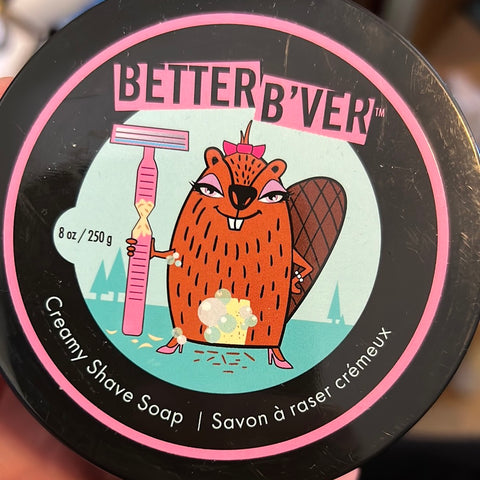 BETTER B'VER™
8 oz / 250 g
Creamy Shave Soap | Savon à raser crémeux